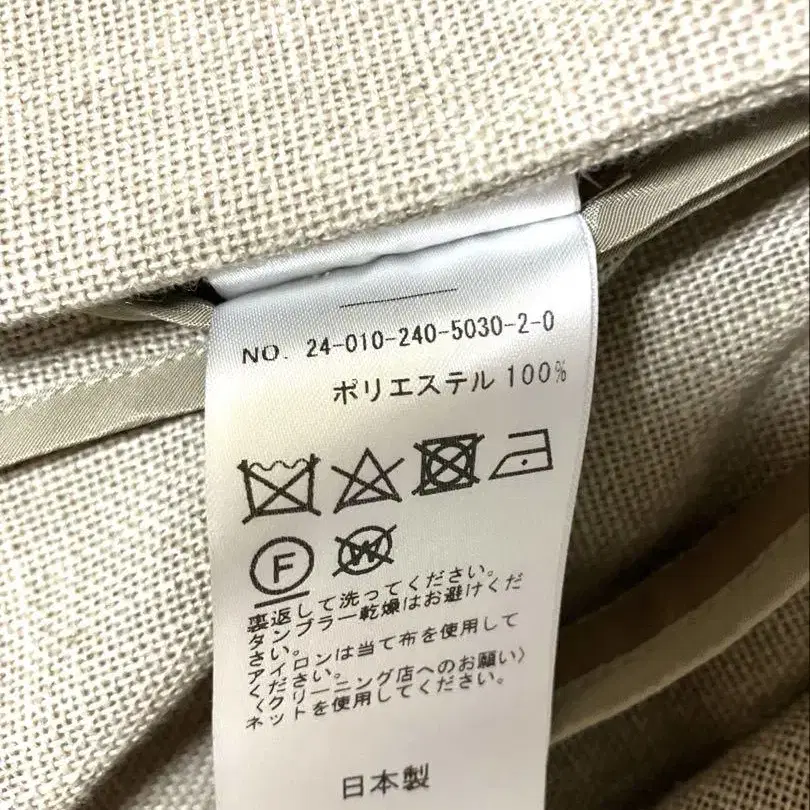 NO. 24-010-240-5030-2-0
ポリエステル 100%
F
W
裏返して洗ってください。
タンブラー乾燥はお避けくだ
さい。
アイロンは当て布を使用して
ください。
〈クリーニング店へのお願い〉
ネットを使用してください。
日本製